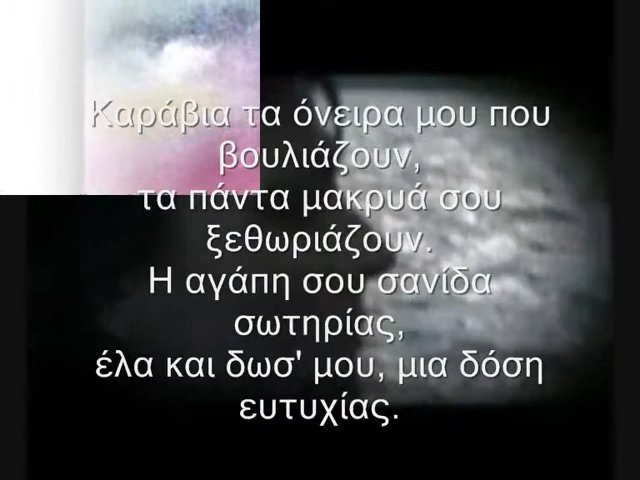 Καράβια τα όνειρα μου που
βουλιάζουν,
τα πάντα μακρυά σου
ξεθωριάζουν.
Η αγάπη σου σανίδα
σωτηρίας,
έλα και δωσ' μου, μια δόση
ευτυχίας.